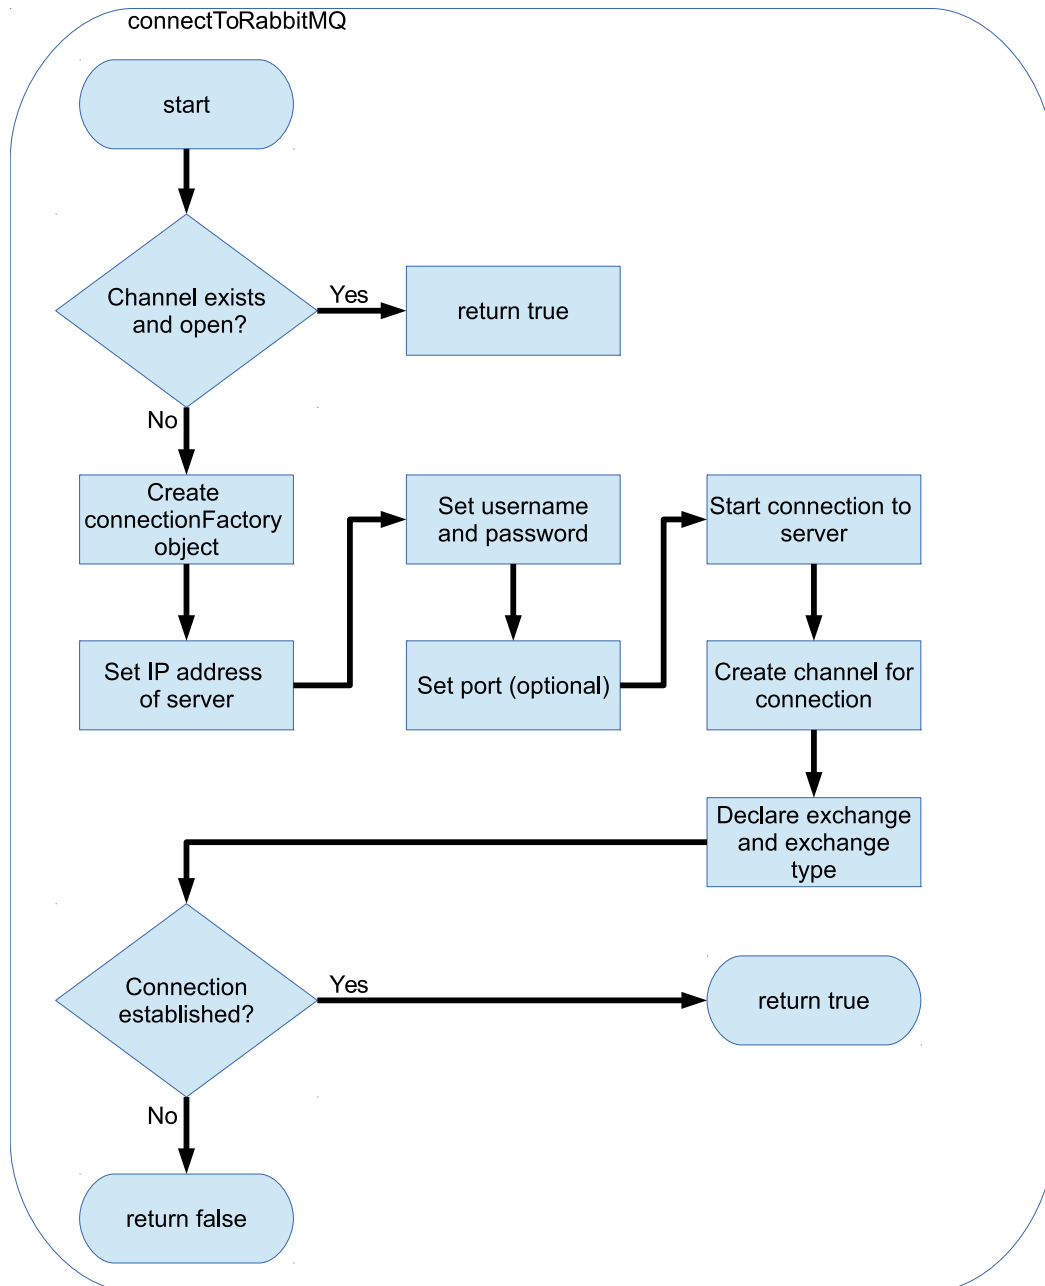 connectToRabbitMQ
start
Channel exists
and open?
Yes
return true
No
Create
connectionFactory
object
Set username
and password
Start connection to
server
Set IP address
of server
Set port (optional)
Create channel for
connection
Declare exchange
and exchange
type
Connection
established?
Yes
return true
No
return false